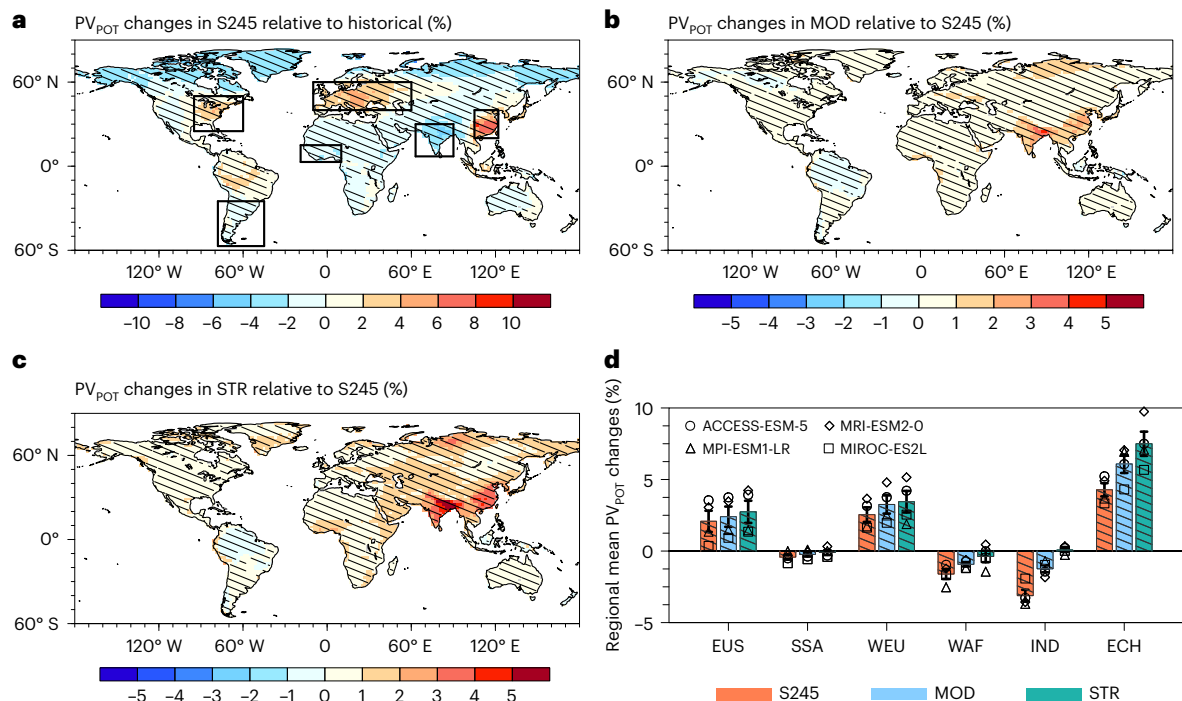 a
PV_POT changes in S245 relative to historical (%)
60° N
0°
60° S
120° W 60° W 0 60° E 120° E
–10 –8 –6 –4 –2 0 2 4 6 8 10
b
PV_POT changes in MOD relative to S245 (%)
60° N
0°
60° S
120° W 60° W 0 60° E 120° E
–5 –4 –3 –2 –1 0 1 2 3 4 5
c
PV_POT changes in STR relative to S245 (%)
60° N
0°
60° S
120° W 60° W 0° 60° E 120° E
–5 –4 –3 –2 –1 0 1 2 3 4 5
d
Regional mean PV_POT changes (%)
10
5
0
–5
ACCESS-ESM-5 MRI-ESM2-0
MPI-ESM1-LR MIROC-ES2L
EUS SSA WEU WAF IND ECH
S245 MOD STR